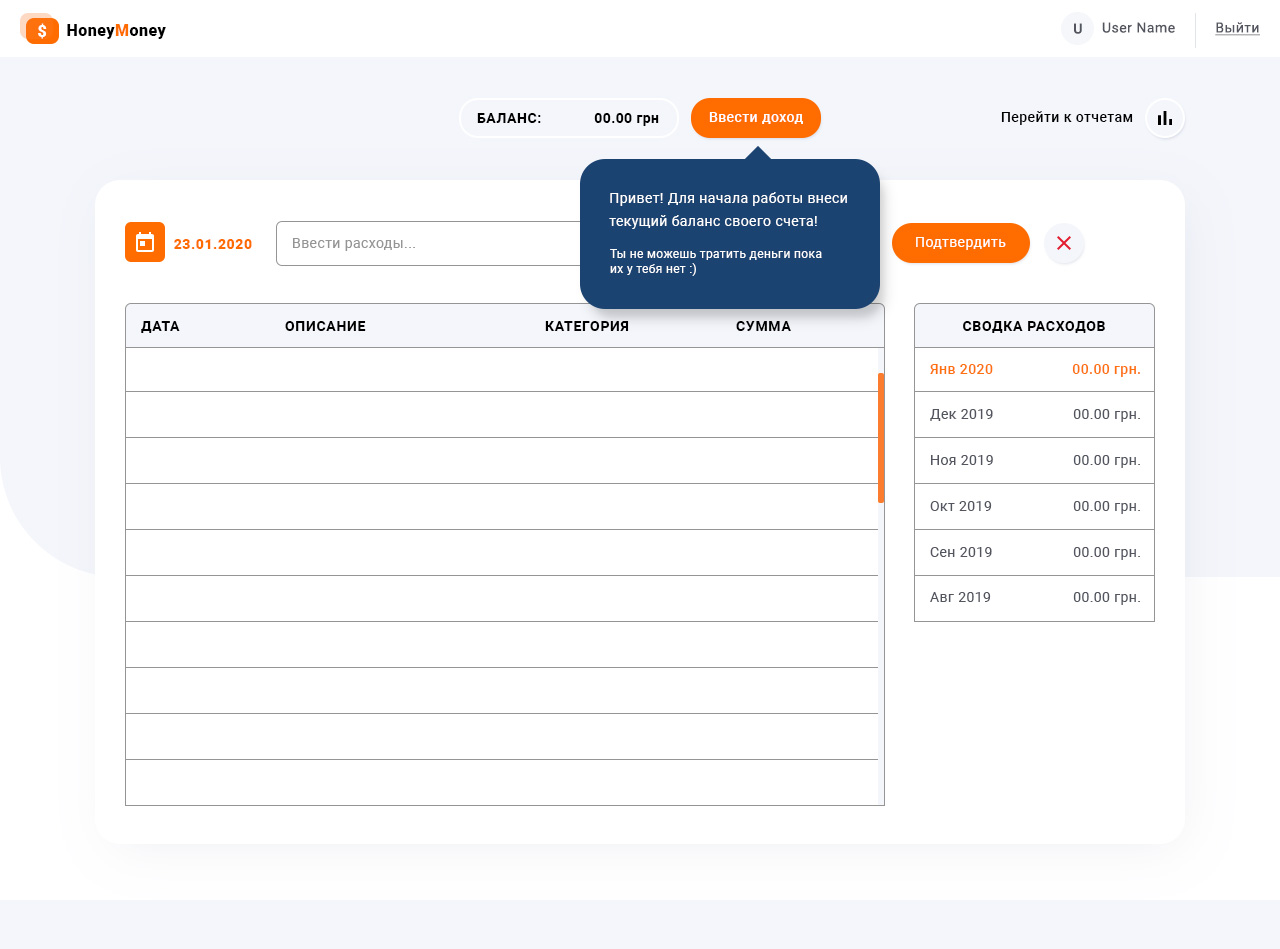 $ HoneyMoney
U User Name Выйти
БАЛАНС: 00.00 грн Ввести доход Перейти к отчетам
Привет! Для начала работы внеси
текущий баланс своего счета!
Ты не можешь тратить деньги пока
их у тебя нет :)
23.01.2020 Ввести расходы... Подтвердить
ДАТА ОПИСАНИЕ КАТЕГОРИЯ СУММА
СВОДКА РАСХОДОВ
Янв 2020 00.00 грн.
Дек 2019 00.00 грн.
Ноя 2019 00.00 грн.
Окт 2019 00.00 грн.
Сен 2019 00.00 грн.
Авг 2019 00.00 грн.